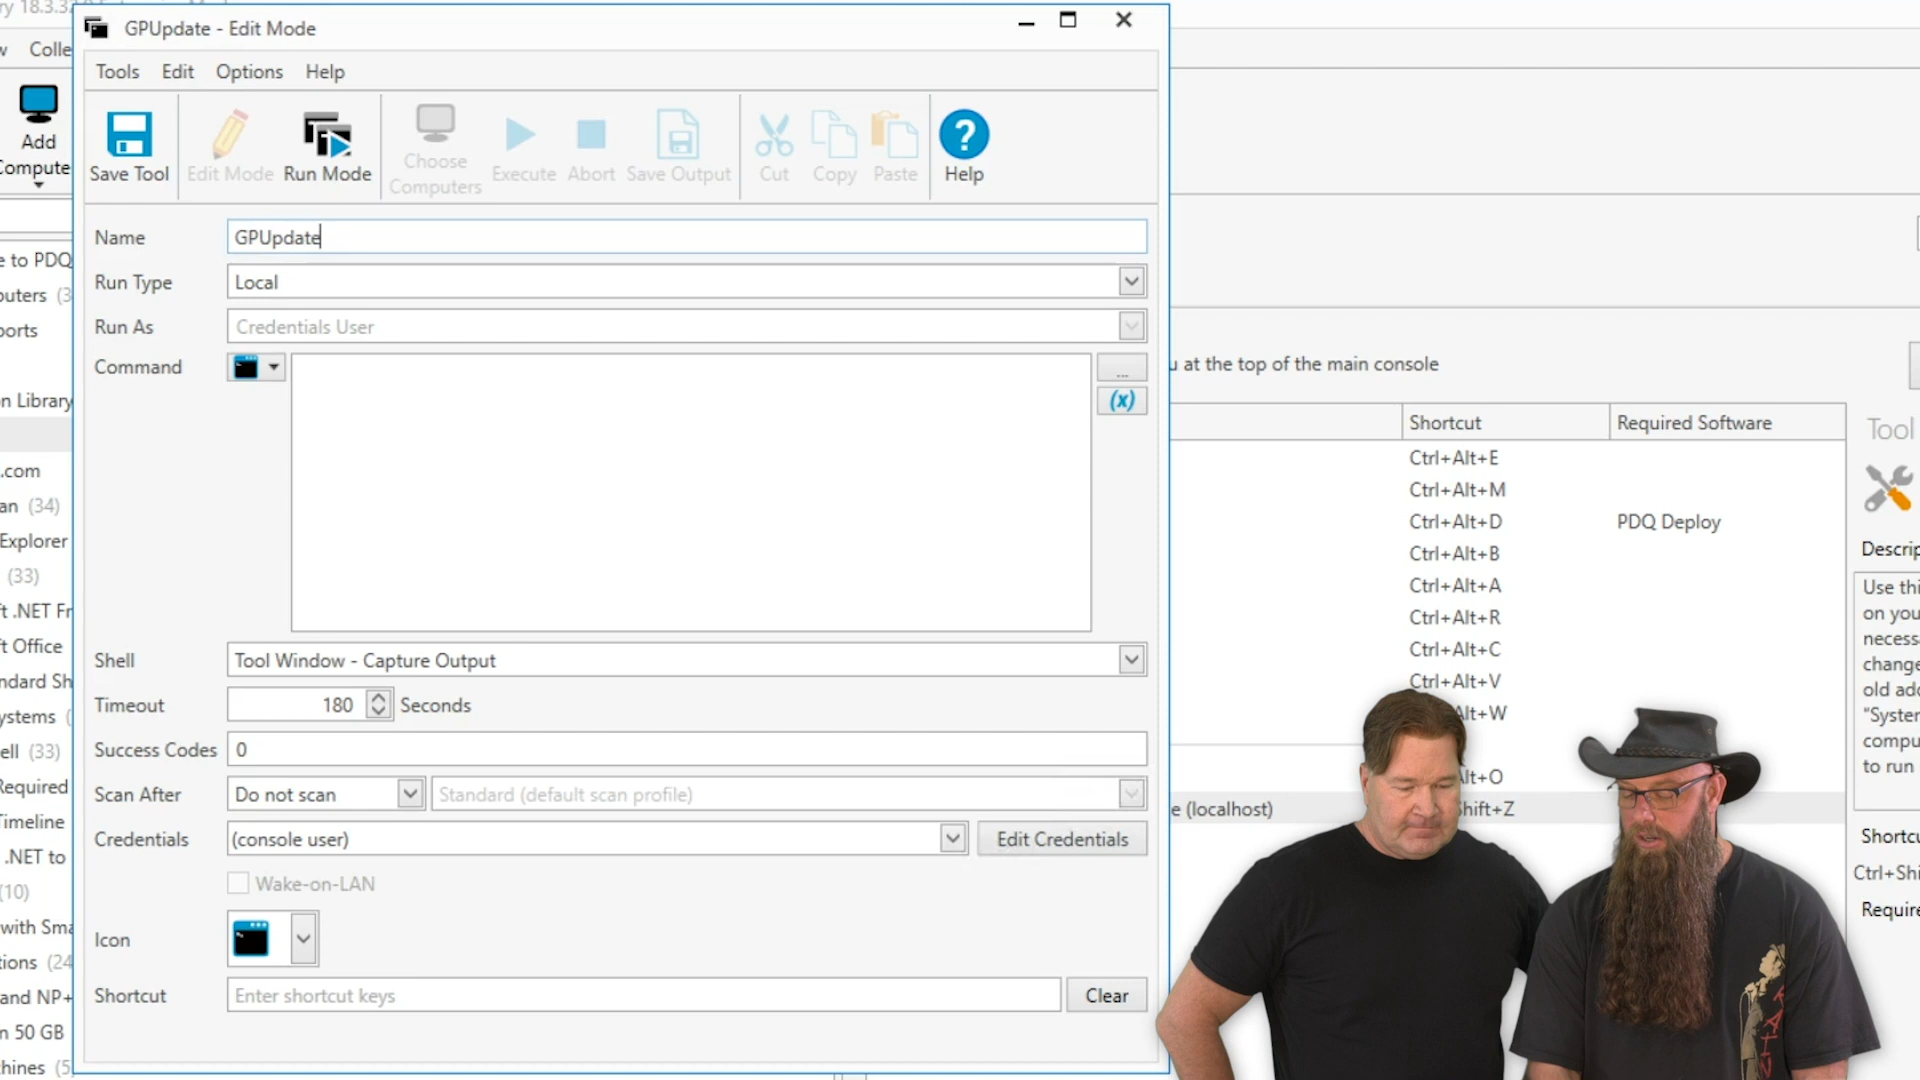 ry 18.3.3
GPUpdate - Edit Mode
Colle
Tools Edit Options Help
Add
Compute
Save Tool
Edit Mode
Run Mode
Choose
Computers
Execute
Abort
Save Output
Cut
Copy
Paste
Help
Name GPUpdate
Run Type Local
Run As Credentials User
Command
...
(x)
Shell Tool Window - Capture Output
Timeout 180 Seconds
Success Codes 0
Scan After Do not scan Standard (default scan profile)
Credentials (console user) Edit Credentials
Wake-on-LAN
Icon
Shortcut Enter shortcut keys Clear
e to PDQ
outers (3
ports
n Library
.com
an (34)
Explorer
(33)
ft .NET Fr
ft Office
ndard Sh
ystems (
ell (33)
Required
Timeline
.NET to
(10)
with Sma
tions (24
and NP+
n 50 GB
hines (5
u at the top of the main console
Shortcut Required Software
Ctrl+Alt+E
Ctrl+Alt+M
Ctrl+Alt+D PDQ Deploy
Ctrl+Alt+B
Ctrl+Alt+A
Ctrl+Alt+R
Ctrl+Alt+C
Ctrl+Alt+V
Alt+W
Alt+O
e (localhost) Shift+Z
Tool
Descrip
Use thi
on you
necess
change
old add
"System
compu
to run
Shortcu
Ctrl+Shi
Require